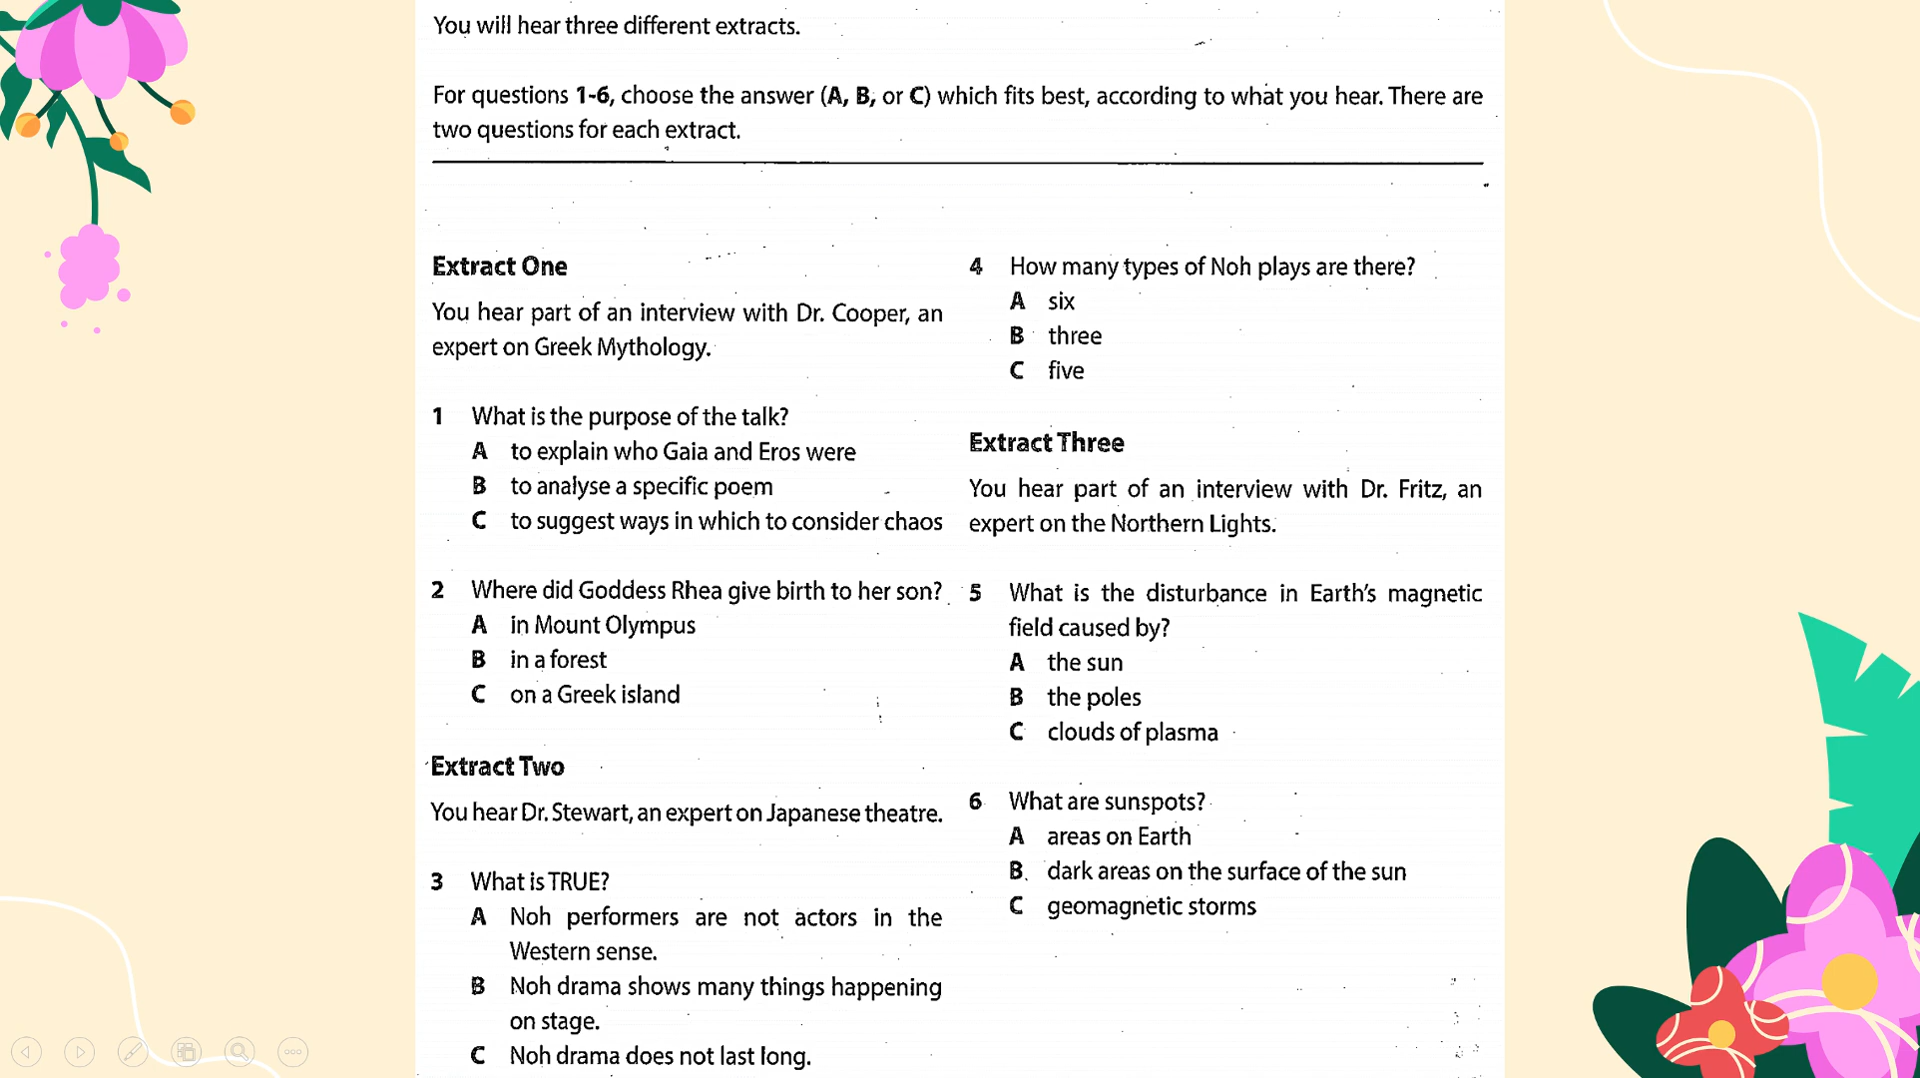 You will hear three different extracts.
For questions 1-6, choose the answer (A, B, or C) which fits best, according to what you hear. There are
two questions for each extract.
Extract One
You hear part of an interview with Dr. Cooper, an
expert on Greek Mythology.
1 What is the purpose of the talk?
A to explain who Gaia and Eros were
B to analyse a specific poem
C to suggest ways in which to consider chaos
2 Where did Goddess Rhea give birth to her son?
A in Mount Olympus
B in a forest
C on a Greek island
Extract Two
You hear Dr. Stewart, an expert on Japanese theatre.
3 What is TRUE?
A Noh performers are not actors in the
Western sense.
B Noh drama shows many things happening
on stage.
C Noh drama does not last long.
4 How many types of Noh plays are there?
A six
B three
C five
Extract Three
You hear part of an interview with Dr. Fritz, an
expert on the Northern Lights.
5 What is the disturbance in Earth's magnetic
field caused by?
A the sun
B the poles
C clouds of plasma
6 What are sunspots?
A areas on Earth
B dark areas on the surface of the sun
C geomagnetic storms